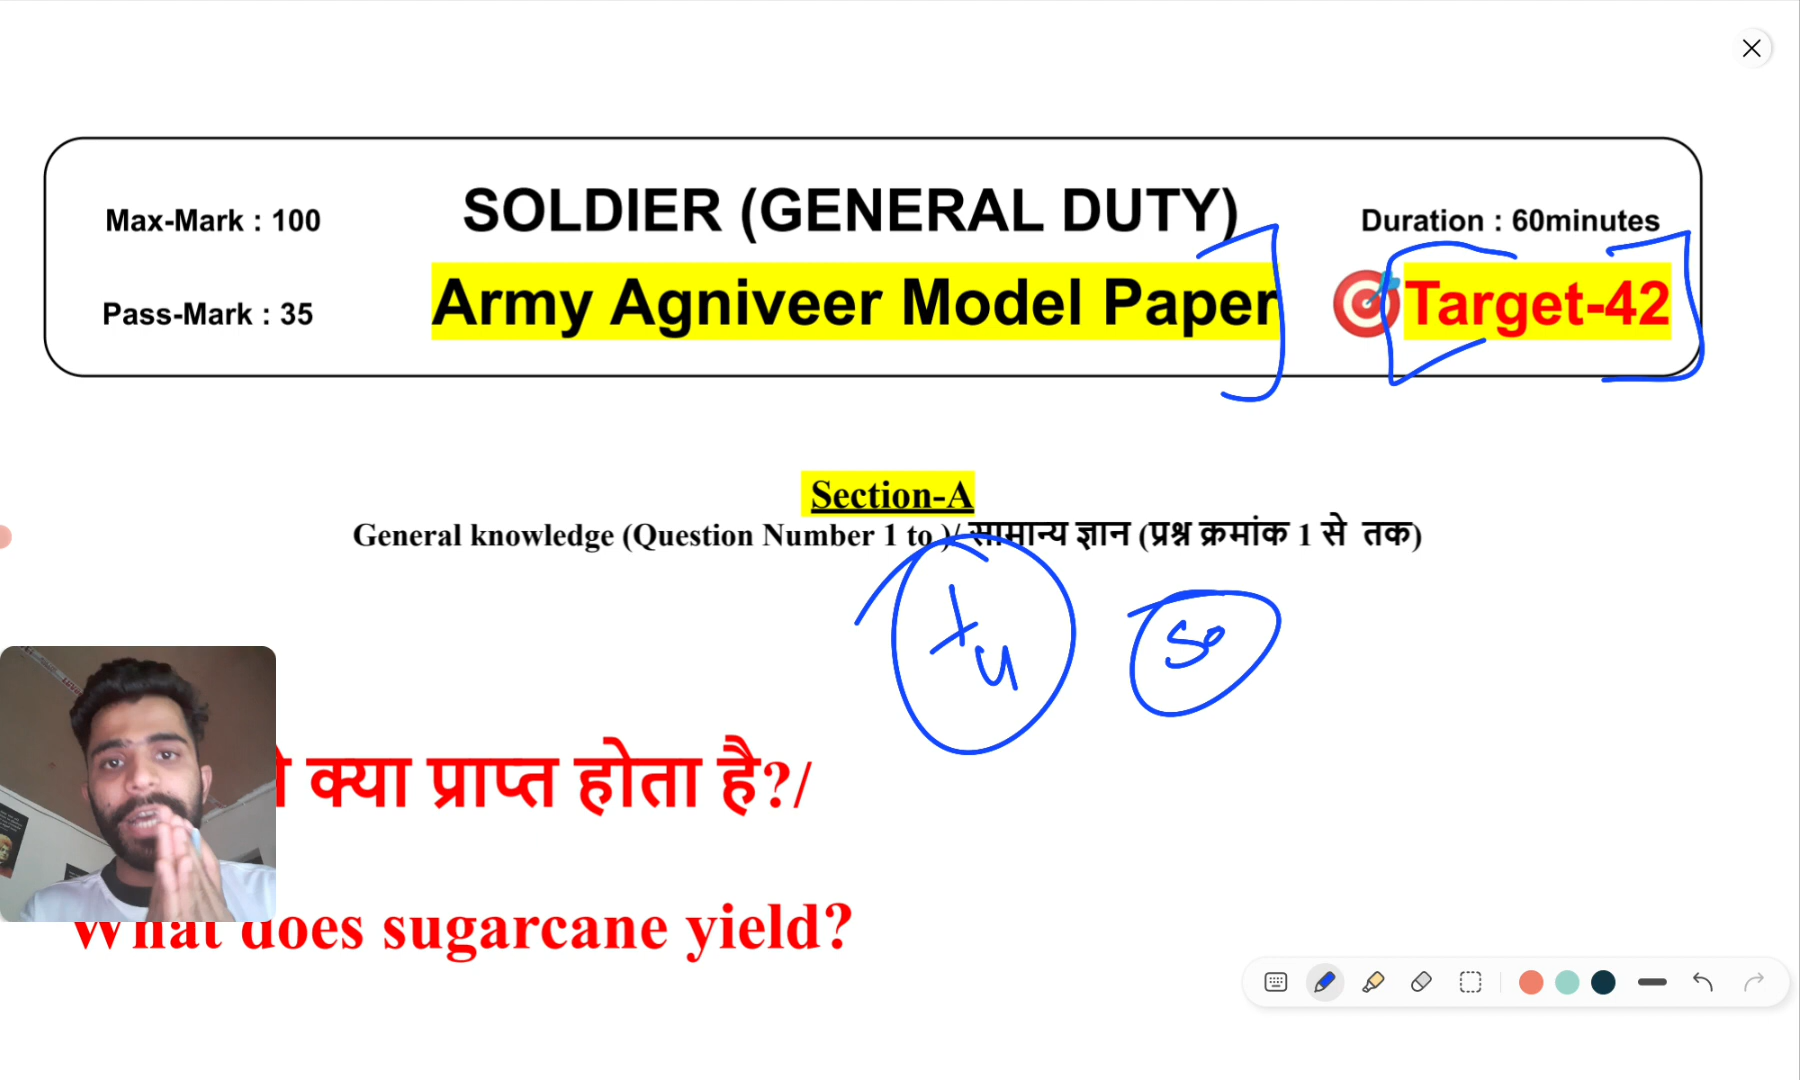 Max-Mark : 100
SOLDIER (GENERAL DUTY)
Duration : 60minutes
Pass-Mark : 35
Army Agniveer Model Paper
Target-42
Section-A
General knowledge (Question Number 1 to )/ सामान्य ज्ञान (प्रश्न क्रमांक 1 से तक)
क्या प्राप्त होता है?/
What does sugarcane yield?